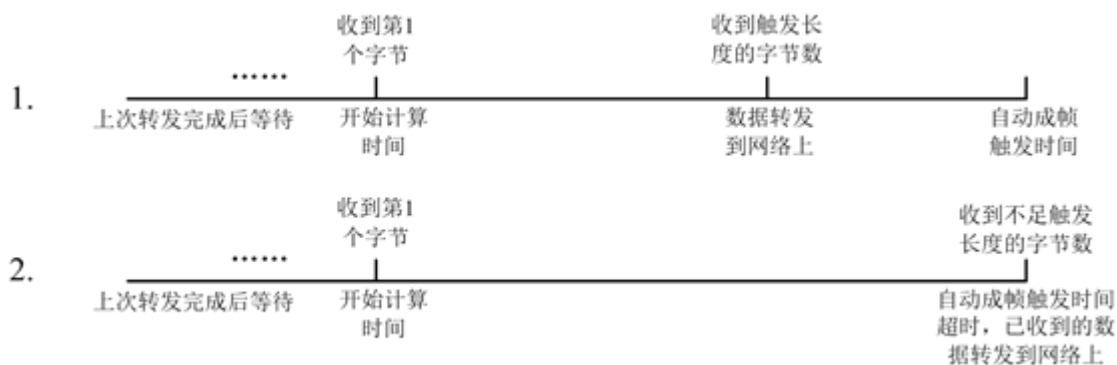 收到第1
个字节
收到触发长
度的字节数
1.
……
上次转发完成后等待
开始计算
时间
数据转发
到网络上
自动成帧
触发时间
收到第1
个字节
收到不足触发
长度的字节数
2.
……
上次转发完成后等待
开始计算
时间
自动成帧触发时间
超时，已收到的数
据转发到网络上